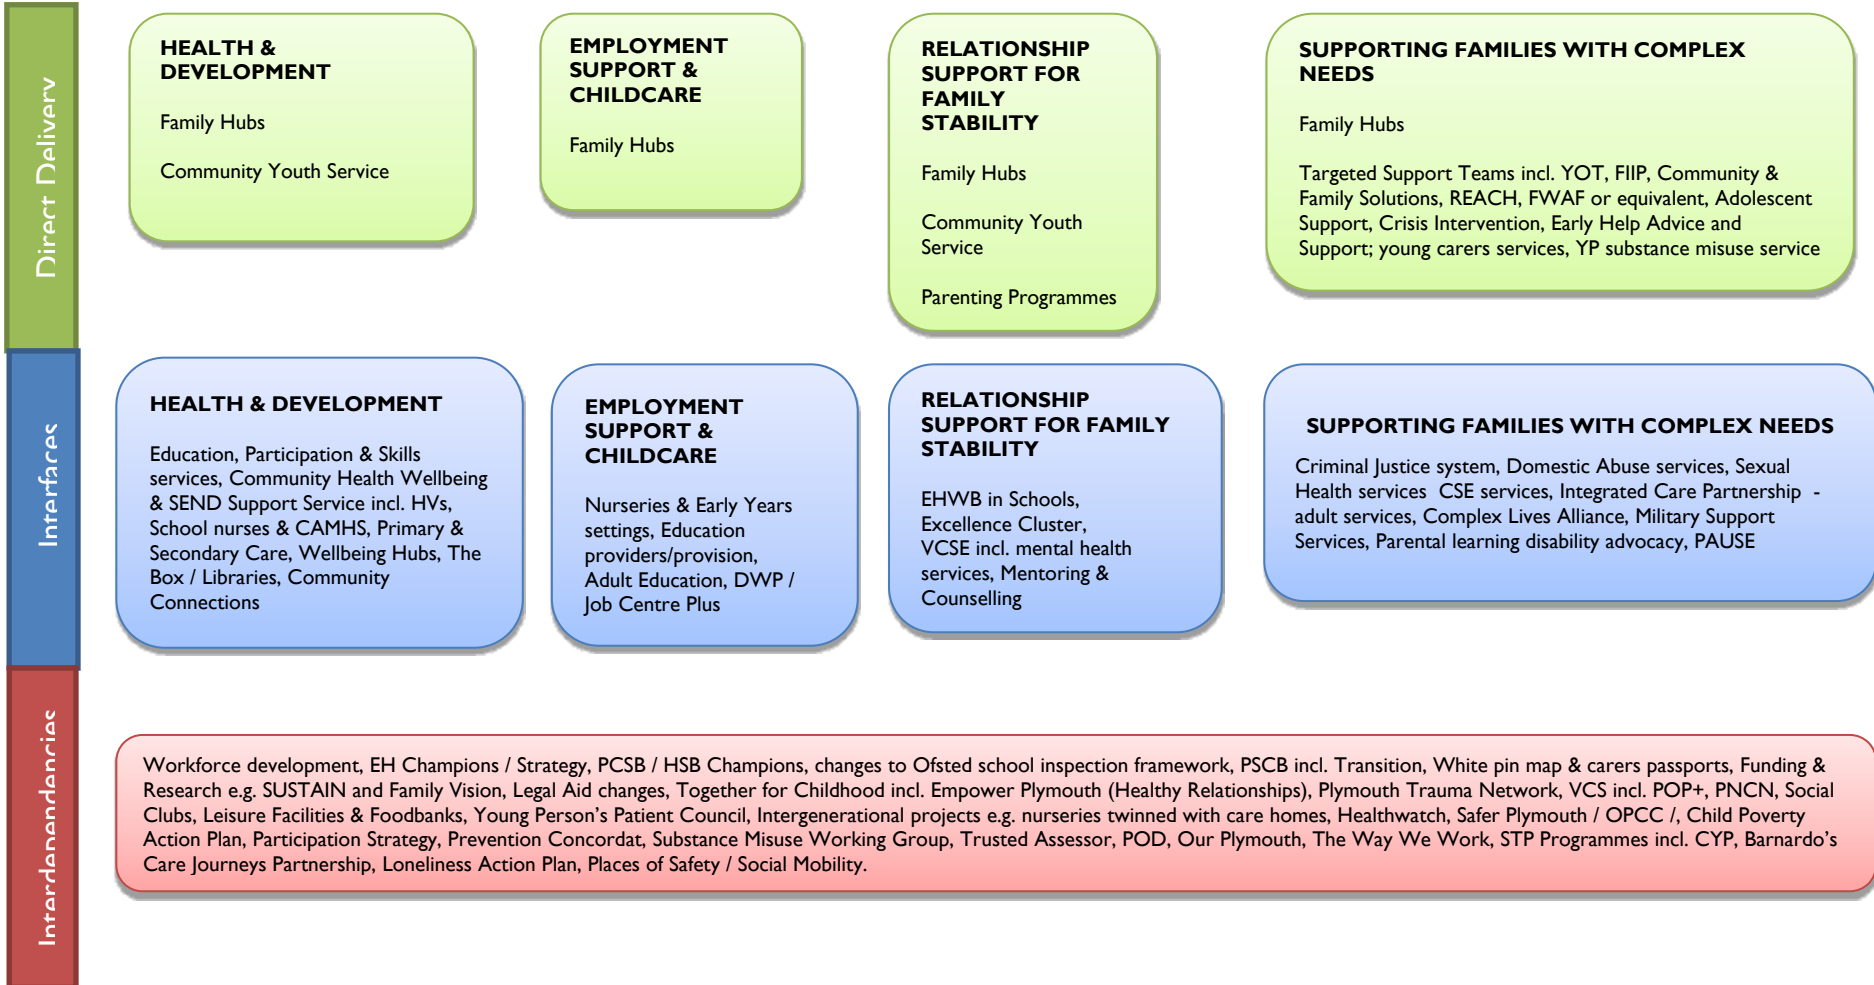 Direct Delivery
HEALTH &
DEVELOPMENT
Family Hubs
Community Youth Service
EMPLOYMENT
SUPPORT &
CHILDCARE
Family Hubs
RELATIONSHIP
SUPPORT FOR
FAMILY
STABILITY
Family Hubs
Community Youth
Service
Parenting Programmes
SUPPORTING FAMILIES WITH COMPLEX
NEEDS
Family Hubs
Targeted Support Teams incl. YOT, FIIP, Community &
Family Solutions, REACH, FWAF or equivalent, Adolescent
Support, Crisis Intervention, Early Help Advice and
Support; young carers services, YP substance misuse service
Interfaces
HEALTH & DEVELOPMENT
Education, Participation & Skills
services, Community Health Wellbeing
& SEND Support Service incl. HVs,
School nurses & CAMHS, Primary &
Secondary Care, Wellbeing Hubs, The
Box / Libraries, Community
Connections
EMPLOYMENT
SUPPORT &
CHILDCARE
Nurseries & Early Years
settings, Education
providers/provision,
Adult Education, DWP /
Job Centre Plus
RELATIONSHIP
SUPPORT FOR FAMILY
STABILITY
EHWB in Schools,
Excellence Cluster,
VCSE incl. mental health
services, Mentoring &
Counselling
SUPPORTING FAMILIES WITH COMPLEX NEEDS
Criminal Justice system, Domestic Abuse services, Sexual
Health services  CSE services, Integrated Care Partnership  -
adult services, Complex Lives Alliance, Military Support
Services, Parental learning disability advocacy, PAUSE
Interdependencies
Workforce development, EH Champions / Strategy, PCSB / HSB Champions, changes to Ofsted school inspection framework, PSCB incl. Transition, White pin map & carers passports, Funding &
Research e.g. SUSTAIN and Family Vision, Legal Aid changes, Together for Childhood incl. Empower Plymouth (Healthy Relationships), Plymouth Trauma Network, VCS incl. POP+, PNCN, Social
Clubs, Leisure Facilities & Foodbanks, Young Person's Patient Council, Intergenerational projects e.g. nurseries twinned with care homes, Healthwatch, Safer Plymouth / OPCC /, Child Poverty
Action Plan, Participation Strategy, Prevention Concordat, Substance Misuse Working Group, Trusted Assessor, POD, Our Plymouth, The Way We Work, STP Programmes incl. CYP, Barnardo's
Care Journeys Partnership, Loneliness Action Plan, Places of Safety / Social Mobility.